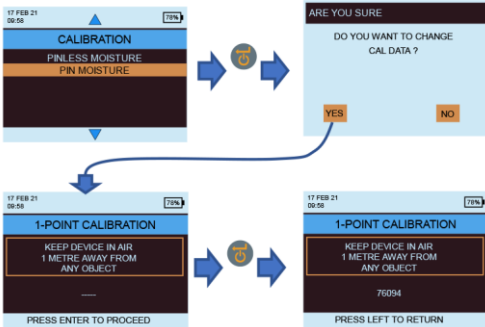 17 FEB 21
09:58
78%
CALIBRATION
PINLESS MOISTURE
PIN MOISTURE
ARE YOU SURE
DO YOU WANT TO CHANGE
CAL DATA ?
YES
NO
17 FEB 21
09:58
78%
1-POINT CALIBRATION
KEEP DEVICE IN AIR
1 METRE AWAY FROM
ANY OBJECT
----
PRESS ENTER TO PROCEED
17 FEB 21
09:58
78%
1-POINT CALIBRATION
KEEP DEVICE IN AIR
1 METRE AWAY FROM
ANY OBJECT
76094
PRESS LEFT TO RETURN